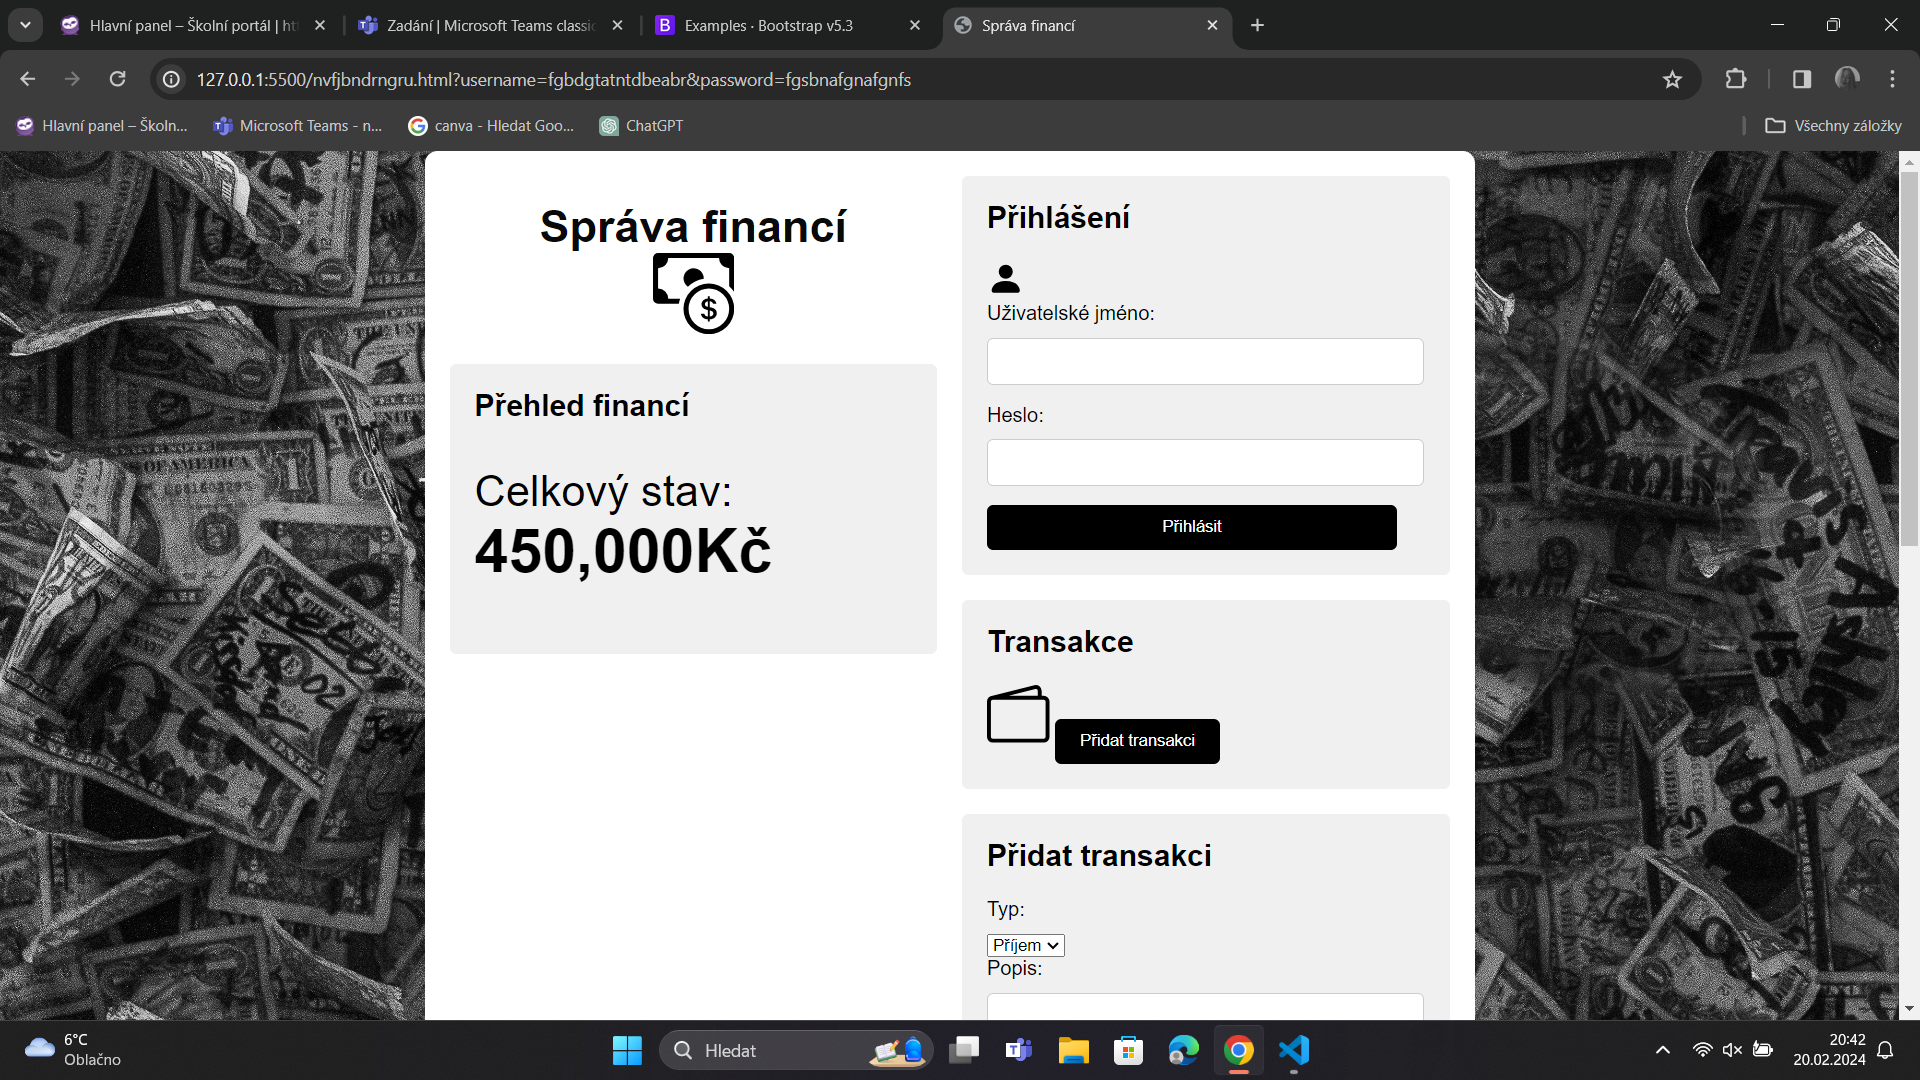 Hlavní panel – Školní portál | htt
Zadání | Microsoft Teams classic
Examples · Bootstrap v5.3
Správa financí
127.0.0.1:5500/nvfjbndrngru.html?username=fgbdgtatntdbeabr&password=fgsbnafgnafgnfs
Hlavní panel – Školn...
Microsoft Teams - n...
canva - Hledat Goo...
ChatGPT
Všechny záložky
Správa financí
$
Přehled financí
Celkový stav:
450,000Kč
Přihlášení
Uživatelské jméno:
Heslo:
Přihlásit
Transakce
Přidat transakci
Přidat transakci
Typ:
Příjem
Popis:
6°C
Oblačno
Hledat
20:42
20.02.2024